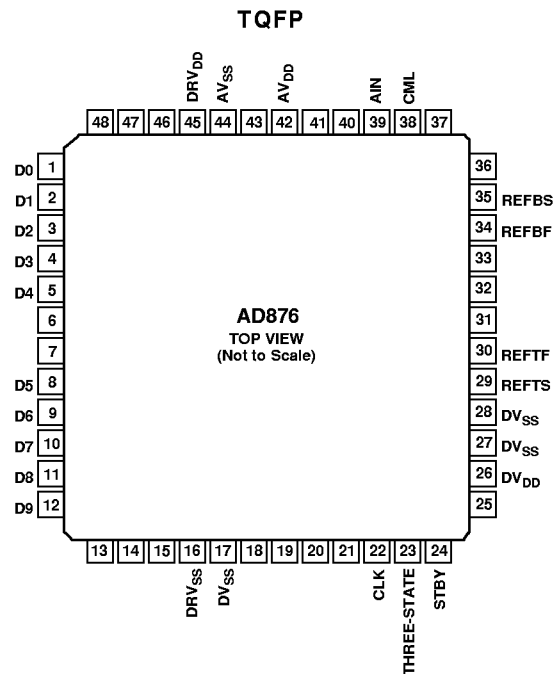 TQFP
DRVDD AVSS AVDD AIN CML
48 47 46 45 44 43 42 41 40 39 38 37
D0 1
D1 2
D2 3
D3 4
D4 5
6
7
D5 8
D6 9
D7 10
D8 11
D9 12
AD876
TOP VIEW
(Not to Scale)
36
35 REFBS
34 REFBF
33
32
31
30 REFTF
29 REFTS
28 DVSS
27 DVSS
26 DVDD
25
13 14 15 16 17 18 19 20 21 22 23 24
DRVSS DVSS CLK THREE-STATE STBY